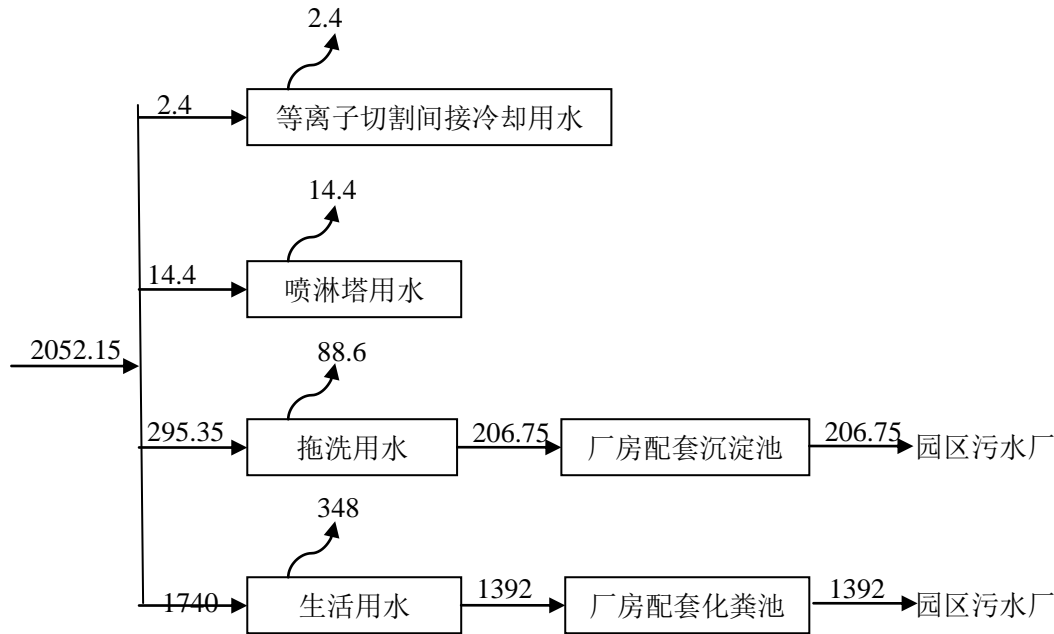 2.4
2.4
等离子切割间接冷却用水
14.4
14.4
喷淋塔用水
2052.15
88.6
295.35
拖洗用水
206.75
厂房配套沉淀池
206.75
园区污水厂
348
1740
生活用水
1392
厂房配套化粪池
1392
园区污水厂